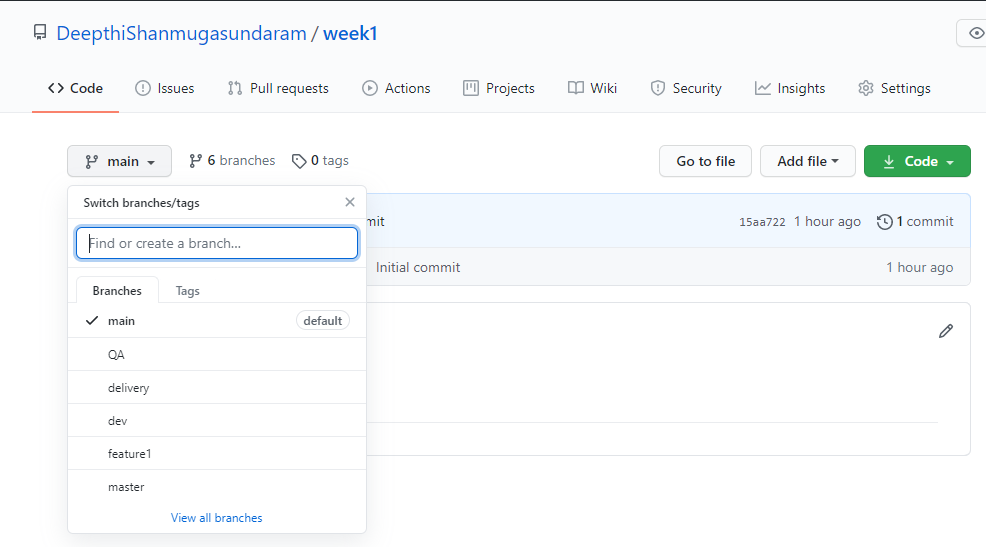 DeepthiShanmugasundaram / week1
Code Issues Pull requests Actions Projects Wiki Security Insights Settings
main 6 branches 0 tags Go to file Add file Code
Switch branches/tags
mit 15aa722 1 hour ago 1 commit
Find or create a branch...
Initial commit 1 hour ago
Branches Tags
main default
QA
delivery
dev
feature1
master
View all branches